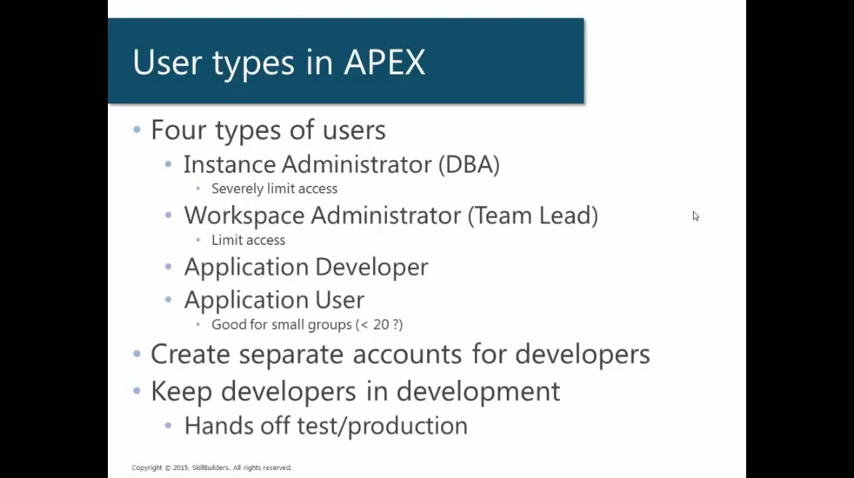 User types in APEX
• Four types of users
• Instance Administrator (DBA)
• Severely limit access
• Workspace Administrator (Team Lead)
• Limit access
• Application Developer
• Application User
• Good for small groups (< 20 ?)
• Create separate accounts for developers
• Keep developers in development
• Hands off test/production
Copyright © 2015, SkillBuilders. All rights reserved.